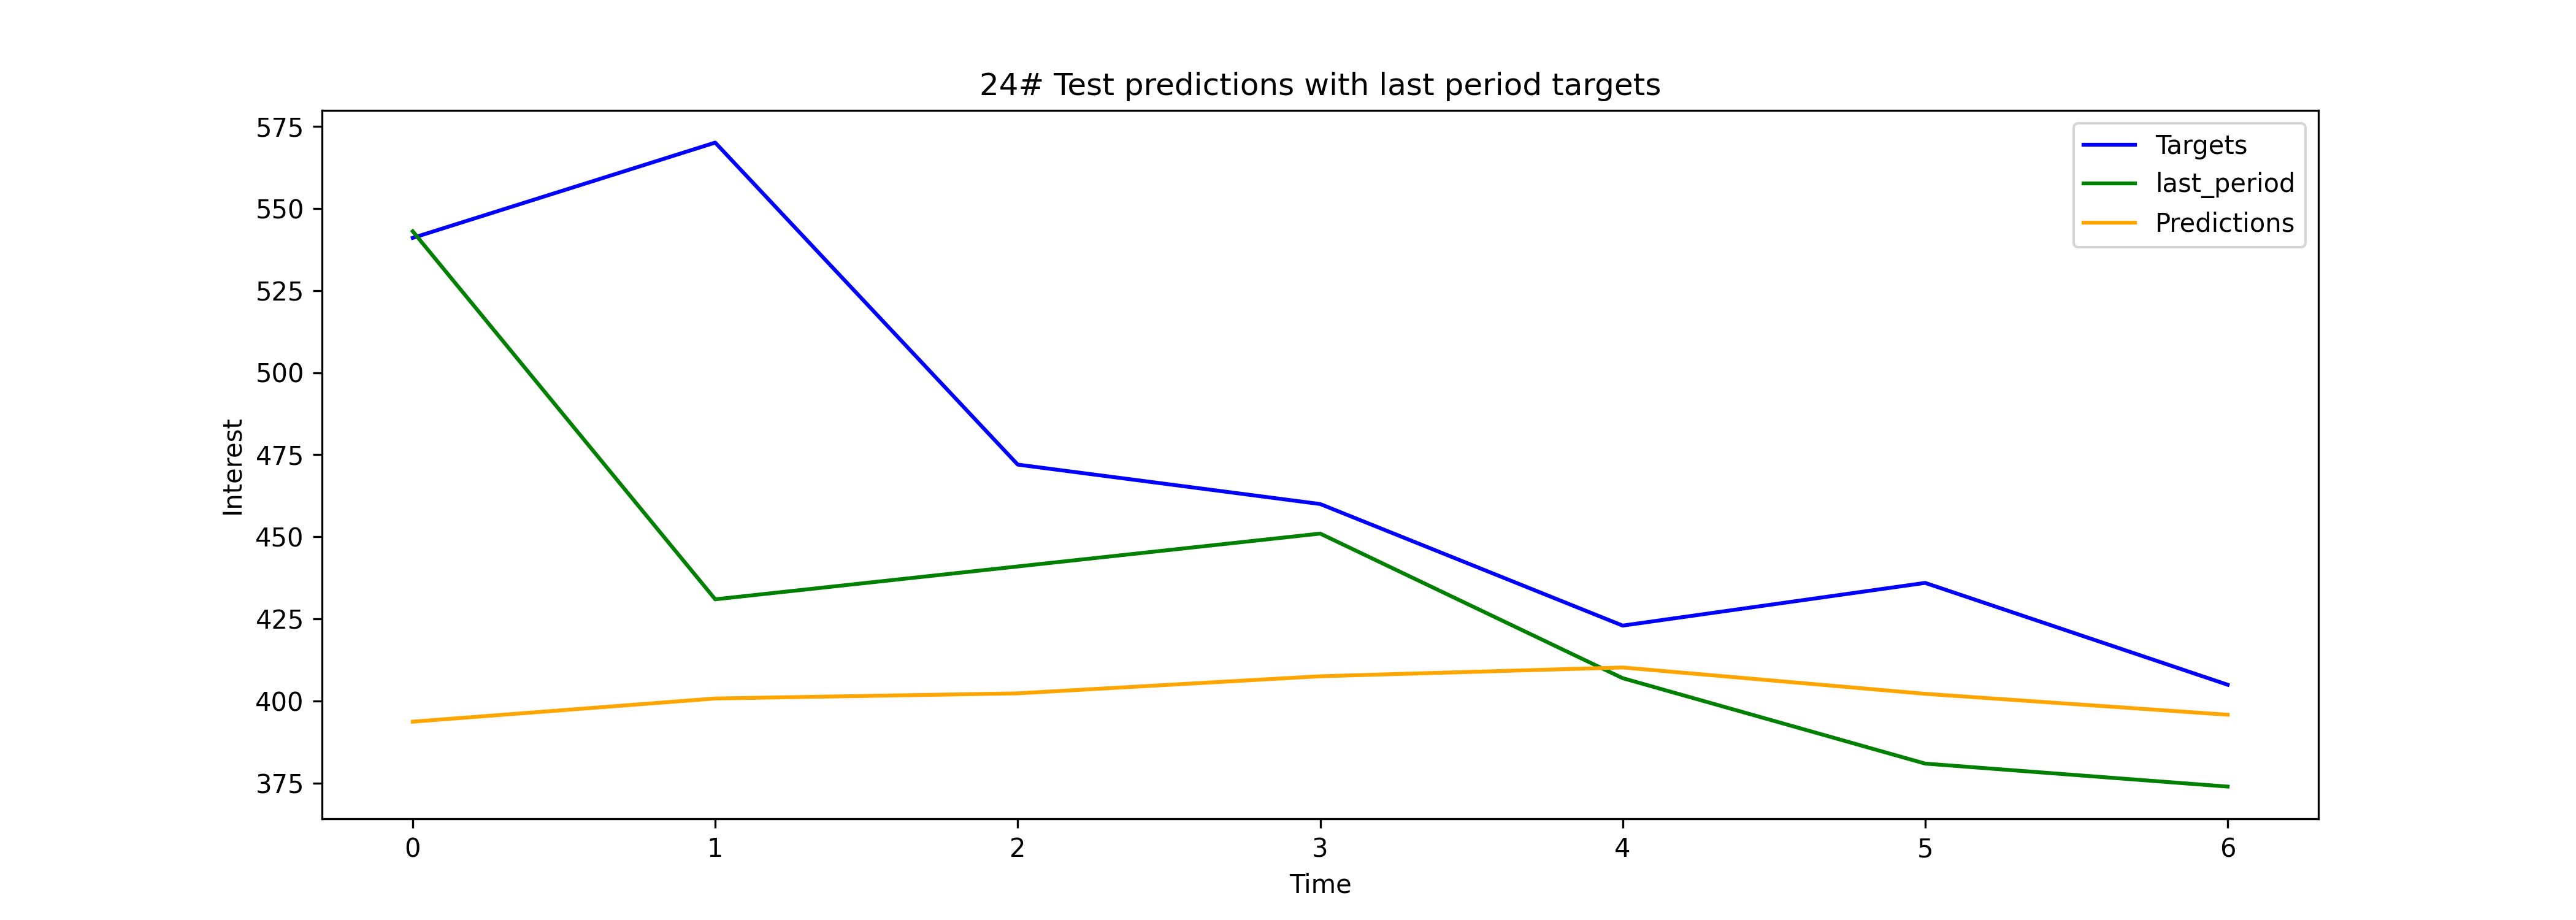 24# Test predictions with last period targets
575
550
525
500
475
450
425
400
375
Interest
0 1 2 3 4 5 6
Time
Targets
last_period
Predictions